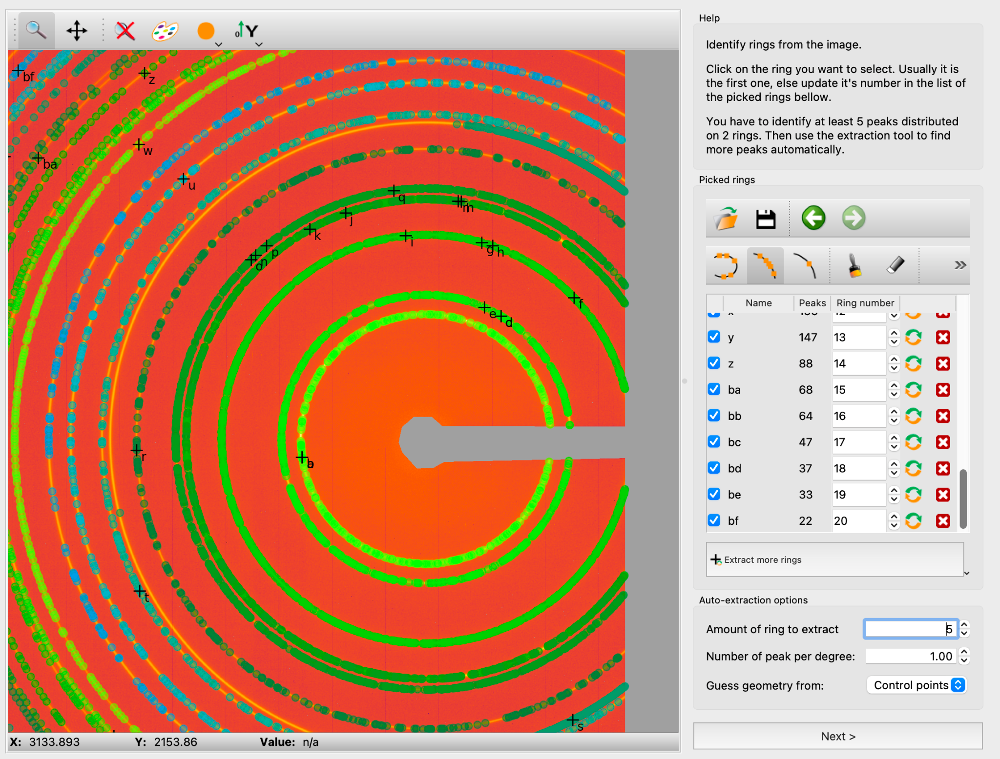 Y
bf
z
w
ba
u
q
m
j
k
i
g
h
p
n
o
f
e
d
r
b
t
s
X: 3133.893 Y: 2153.86 Value: n/a
Help
Identify rings from the image.
Click on the ring you want to select. Usually it is
the first one, else update it's number in the list of
the picked rings bellow.
You have to identify at least 5 peaks distributed
on 2 rings. Then use the extraction tool to find
more peaks automatically.
Picked rings
Name Peaks Ring number
y 147 13
z 88 14
ba 68 15
bb 64 16
bc 47 17
bd 37 18
be 33 19
bf 22 20
Extract more rings
Auto-extraction options
Amount of ring to extract 5
Number of peak per degree: 1.00
Guess geometry from: Control points
Next >